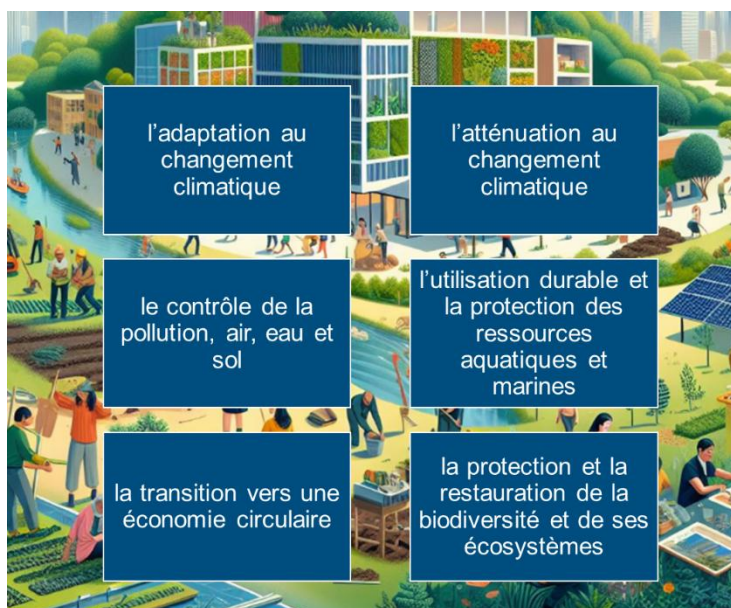 l’adaptation au
changement
climatique
l’atténuation au
changement
climatique
le contrôle de la
pollution, air, eau et
sol
l’utilisation durable et
la protection des
ressources
aquatiques et
marines
la transition vers une
économie circulaire
la protection et la
restauration de la
biodiversité et de ses
écosystèmes